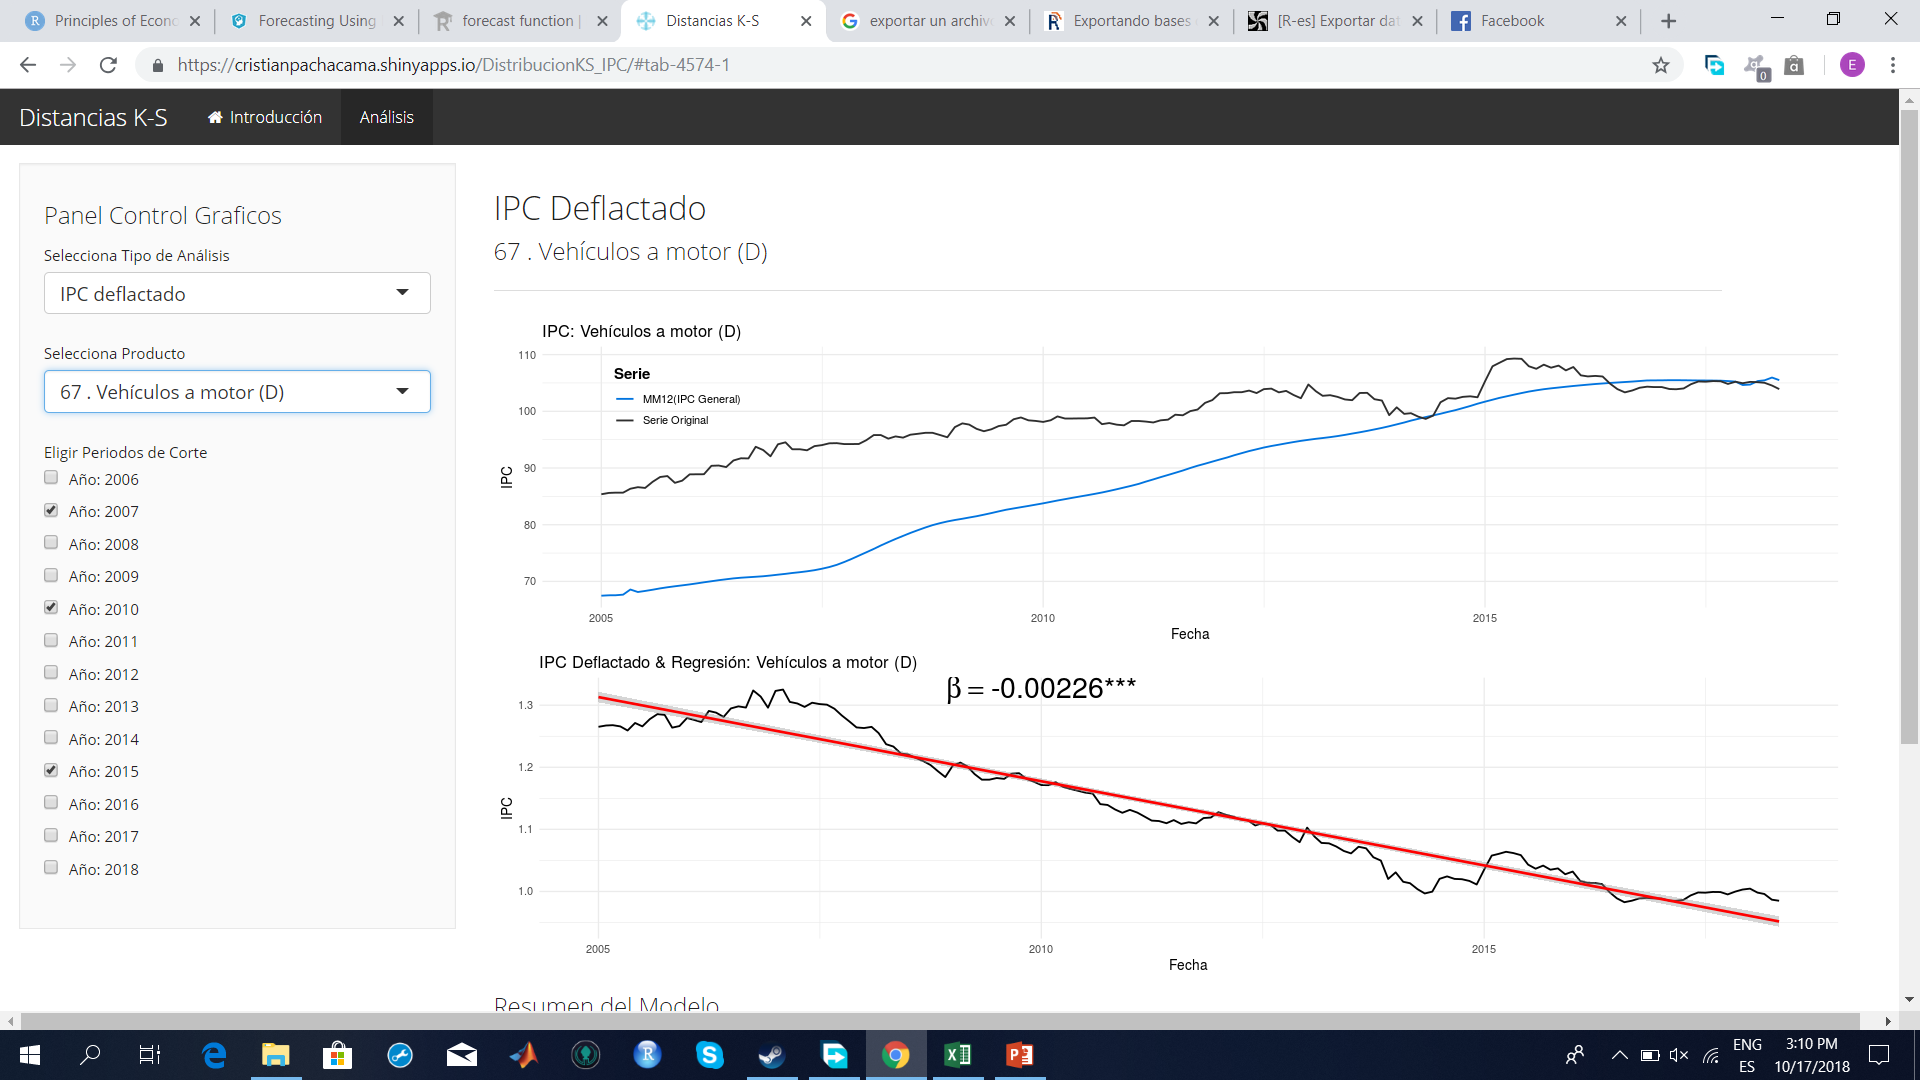 Principles of Econo
Forecasting Using
forecast function |
Distancias K-S
exportar un archivo
Exportando bases
[R-es] Exportar dat
Facebook
https://cristianpachacama.shinyapps.io/DistribucionKS_IPC/#tab-4574-1
0
a
E
Distancias K-S
Introducción
Análisis
Panel Control Graficos
Selecciona Tipo de Análisis
IPC deflactado
Selecciona Producto
67 . Vehículos a motor (D)
Eligir Periodos de Corte
Año: 2006
Año: 2007
Año: 2008
Año: 2009
Año: 2010
Año: 2011
Año: 2012
Año: 2013
Año: 2014
Año: 2015
Año: 2016
Año: 2017
Año: 2018
IPC Deflactado
67 . Vehículos a motor (D)
IPC: Vehículos a motor (D)
Serie
MM12(IPC General)
Serie Original
IPC
110
100
90
80
70
2005
2010
2015
Fecha
IPC Deflactado & Regresión: Vehículos a motor (D)
β = -0.00226***
IPC
1.3
1.2
1.1
1.0
2005
2010
2015
Fecha
Resumen del Modelo
ENG
ES
3:10 PM
10/17/2018